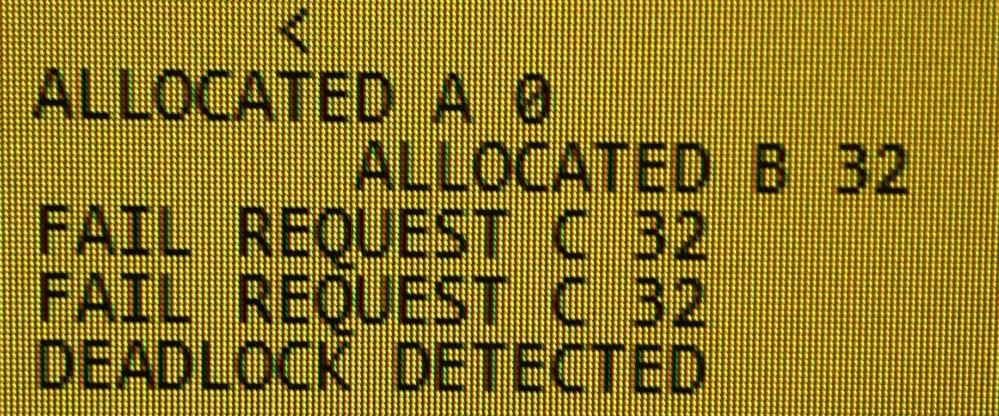 <
ALLOCATED A 0
ALLOCATED B 32
FAIL REQUEST C 32
FAIL REQUEST C 32
DEADLOCK DETECTED